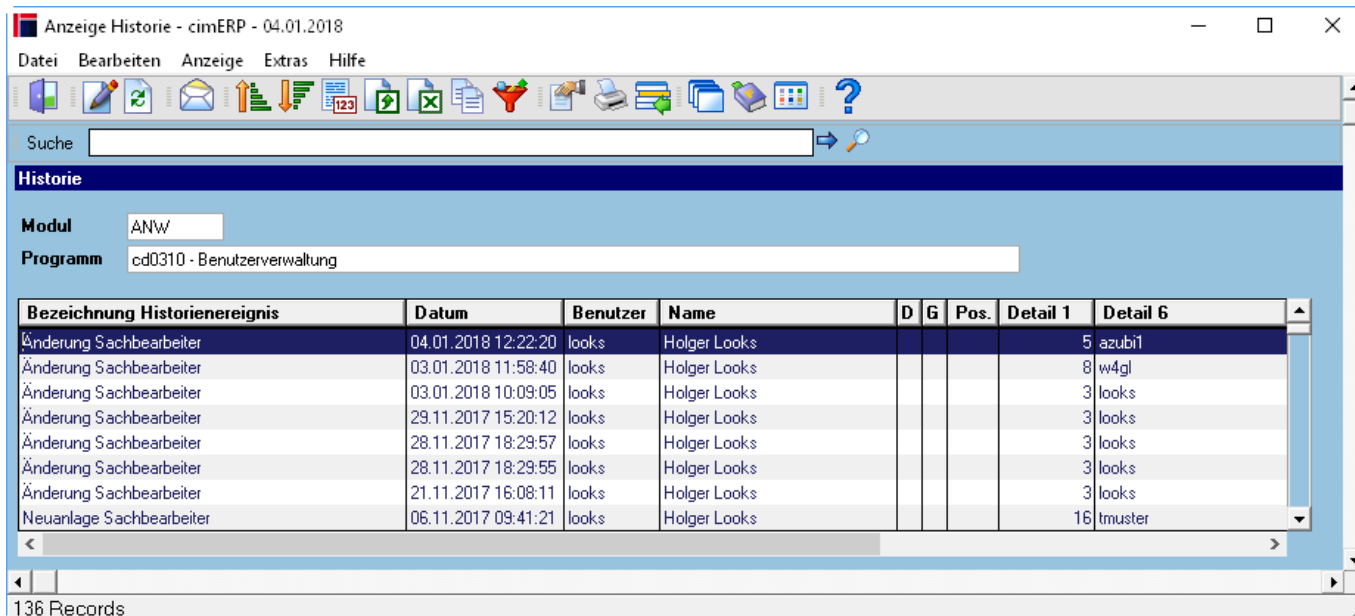 Anzeige Historie - cimERP - 04.01.2018
Datei Bearbeiten Anzeige Extras Hilfe
123
Suche
Historie
Modul ANW
Programm cd0310 - Benutzerverwaltung
Bezeichnung Historienereignis Datum Benutzer Name D G Pos. Detail 1 Detail 6
Änderung Sachbearbeiter 04.01.2018 12:22:20 looks Holger Looks 5 azubi1
Änderung Sachbearbeiter 03.01.2018 11:58:40 looks Holger Looks 8 w4gl
Änderung Sachbearbeiter 03.01.2018 10:09:05 looks Holger Looks 3 looks
Änderung Sachbearbeiter 29.11.2017 15:20:12 looks Holger Looks 3 looks
Änderung Sachbearbeiter 28.11.2017 18:29:57 looks Holger Looks 3 looks
Änderung Sachbearbeiter 28.11.2017 18:29:55 looks Holger Looks 3 looks
Änderung Sachbearbeiter 21.11.2017 16:08:11 looks Holger Looks 3 looks
Neuanlage Sachbearbeiter 06.11.2017 09:41:21 looks Holger Looks 16 tmuster
136 Records